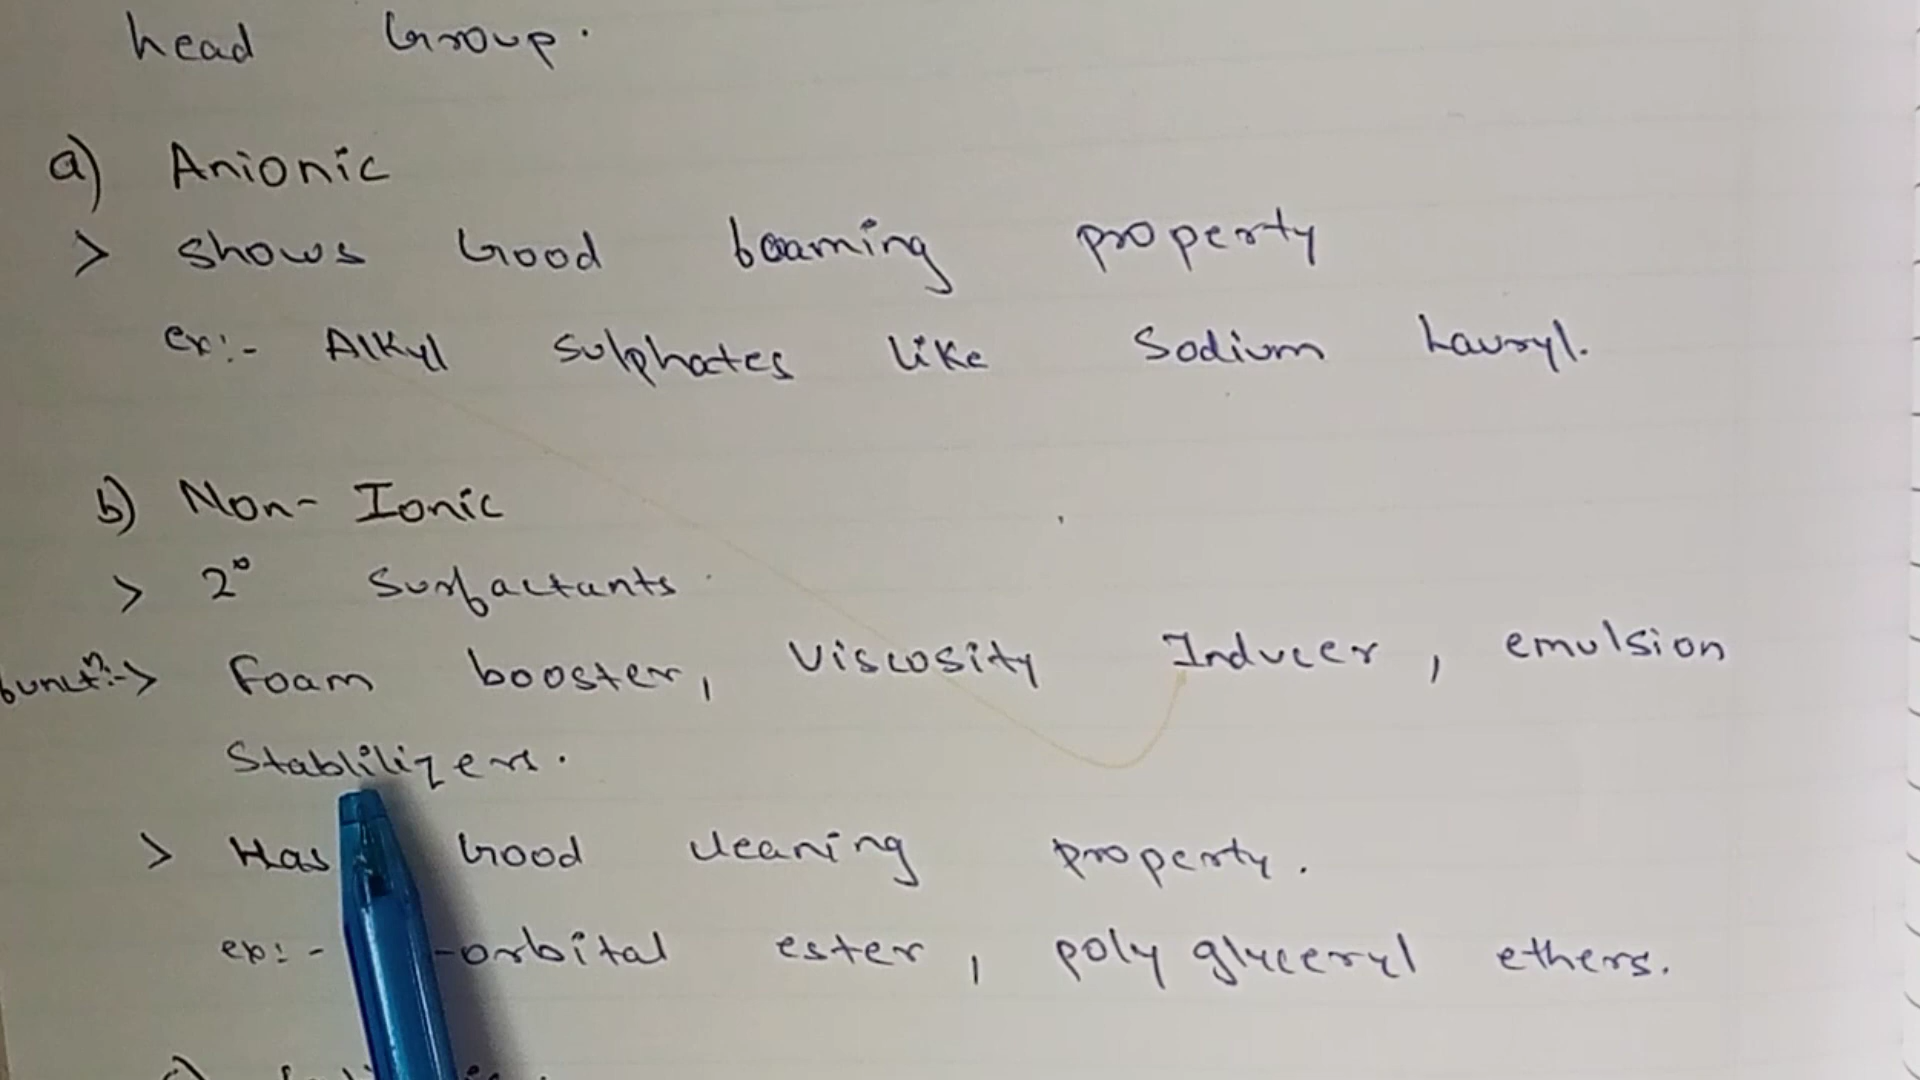 head Group.
a) Anionic
> shows Good foaming property
ex:- Alkyl sulphates like Sodium Lauryl.
b) Non-Ionic
> 2° Surfactants
funct^n:-> Foam booster, Viscosity Inducer, emulsion
Stablilizers.
> Has Good cleaning property.
ex:- -orbital ester, poly glyceryl ethers.